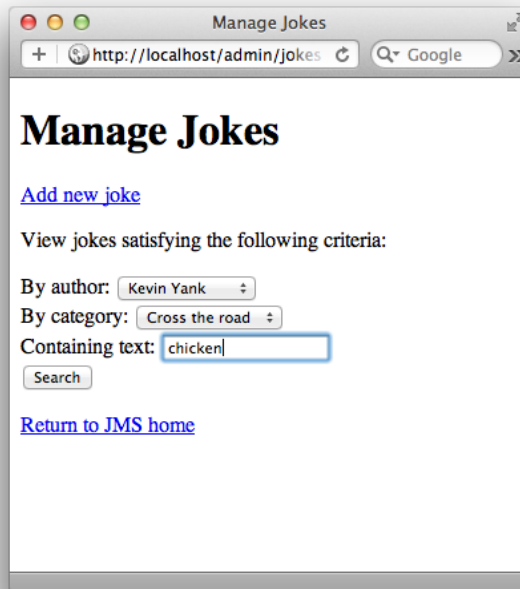 Manage Jokes
+ http://localhost/admin/jokes Google
Manage Jokes
Add new joke
View jokes satisfying the following criteria:
By author: Kevin Yank
By category: Cross the road
Containing text: chicken
Search
Return to JMS home